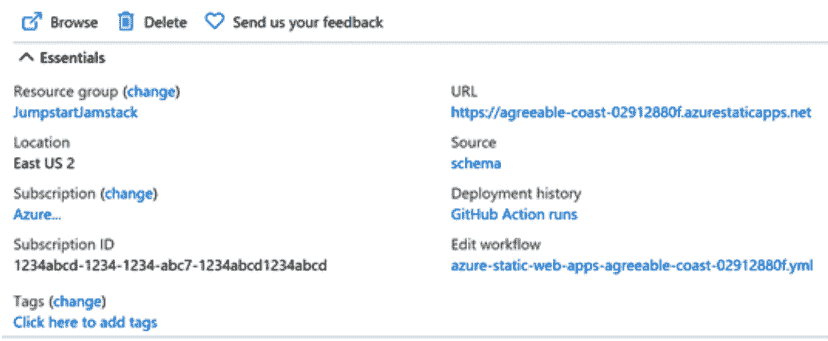 Browse Delete Send us your feedback
Essentials
Resource group (change)
JumpstartJamstack
Location
East US 2
Subscription (change)
Azure...
Subscription ID
1234abcd-1234-1234-abc7-1234abcd1234abcd
Tags (change)
Click here to add tags
URL
https://agreeable-coast-02912880f.azurestaticapps.net
Source
schema
Deployment history
GitHub Action runs
Edit workflow
azure-static-web-apps-agreeable-coast-02912880f.yml